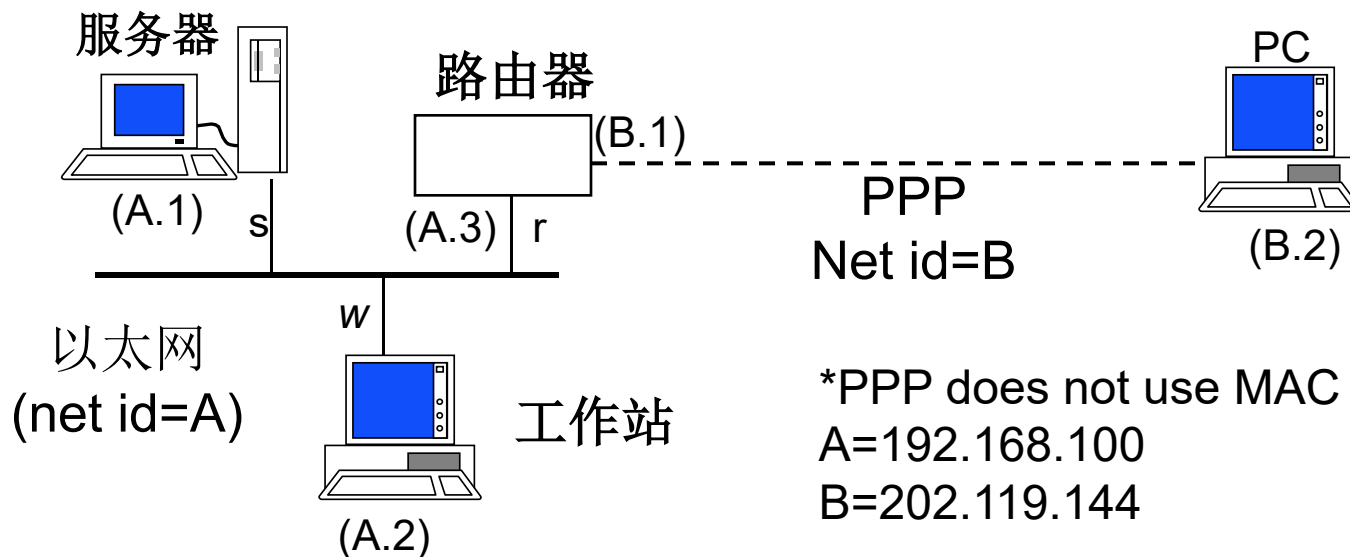 服务器
PC
路由器
(B.1)
(A.1)
s
(A.3)
r
PPP
Net id=B
(B.2)
w
以太网
(net id=A)
工作站
(A.2)
*PPP does not use MAC
A=192.168.100
B=202.119.144